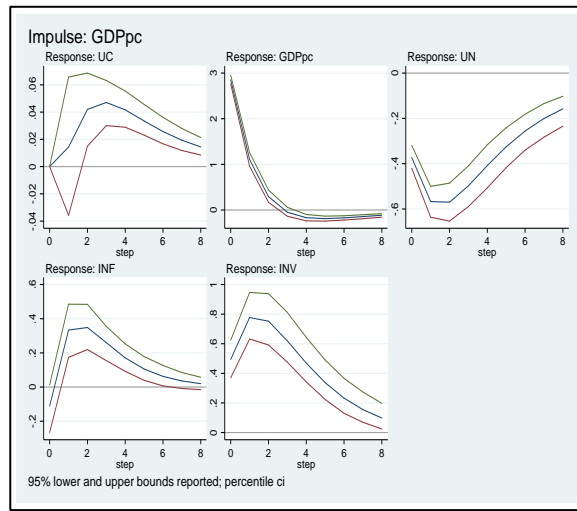 Impulse: GDPpc
Response: UC
Response: GDPpc
Response: UN
.06
.04
.02
0
-.02
-.04
0 2 4 6 8
step
3
2
1
0
0 2 4 6 8
step
0
-.2
-.4
-.6
0 2 4 6 8
step
Response: INF
Response: INV
.6
.4
.2
0
-.2
0 2 4 6 8
step
1
.8
.6
.4
.2
0
0 2 4 6 8
step
95% lower and upper bounds reported; percentile ci